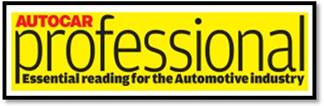 AUTOCAR
professional
Essential reading for the Automotive industry